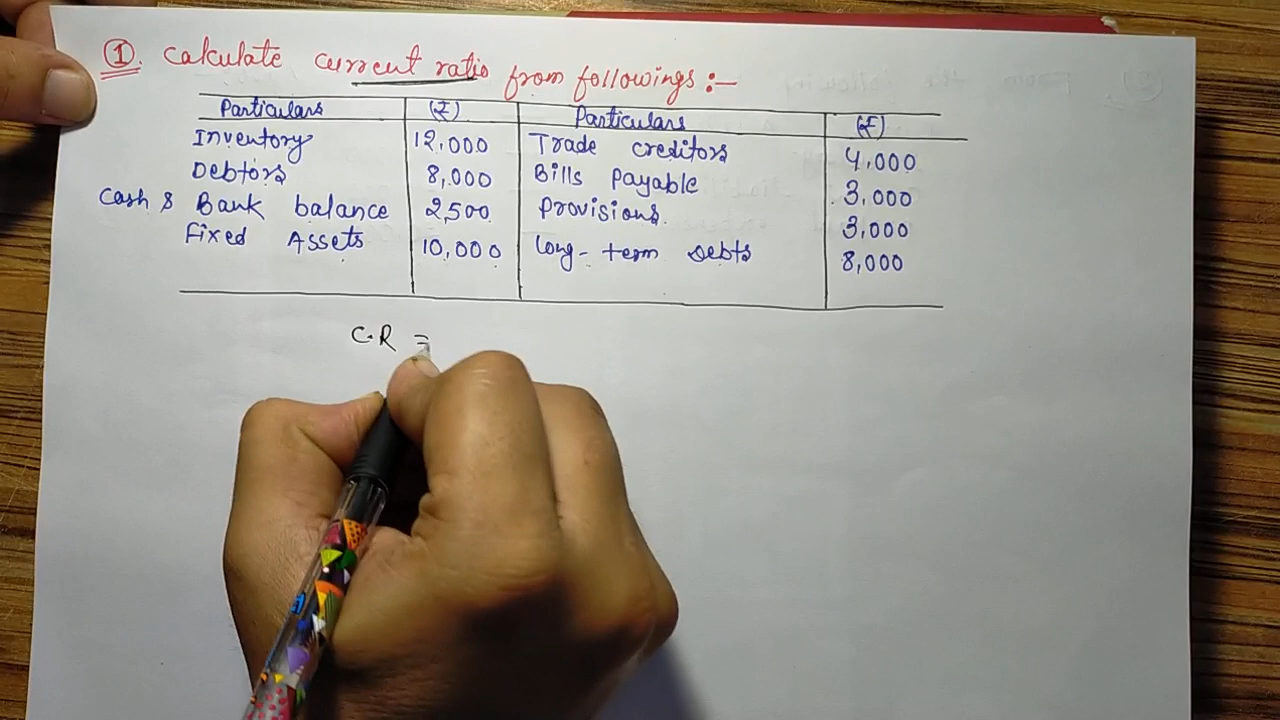 ①. Calculate current ratio from followings :-
Particulars (₹) Particulars (₹)
Inventory 12,000 Trade creditors 4,000
Debtors 8,000 Bills Payable 3,000
Cash & Bank balance 2,500 Provisions. 3,000
Fixed Assets 10,000 Long-term Debts 8,000
C.R =